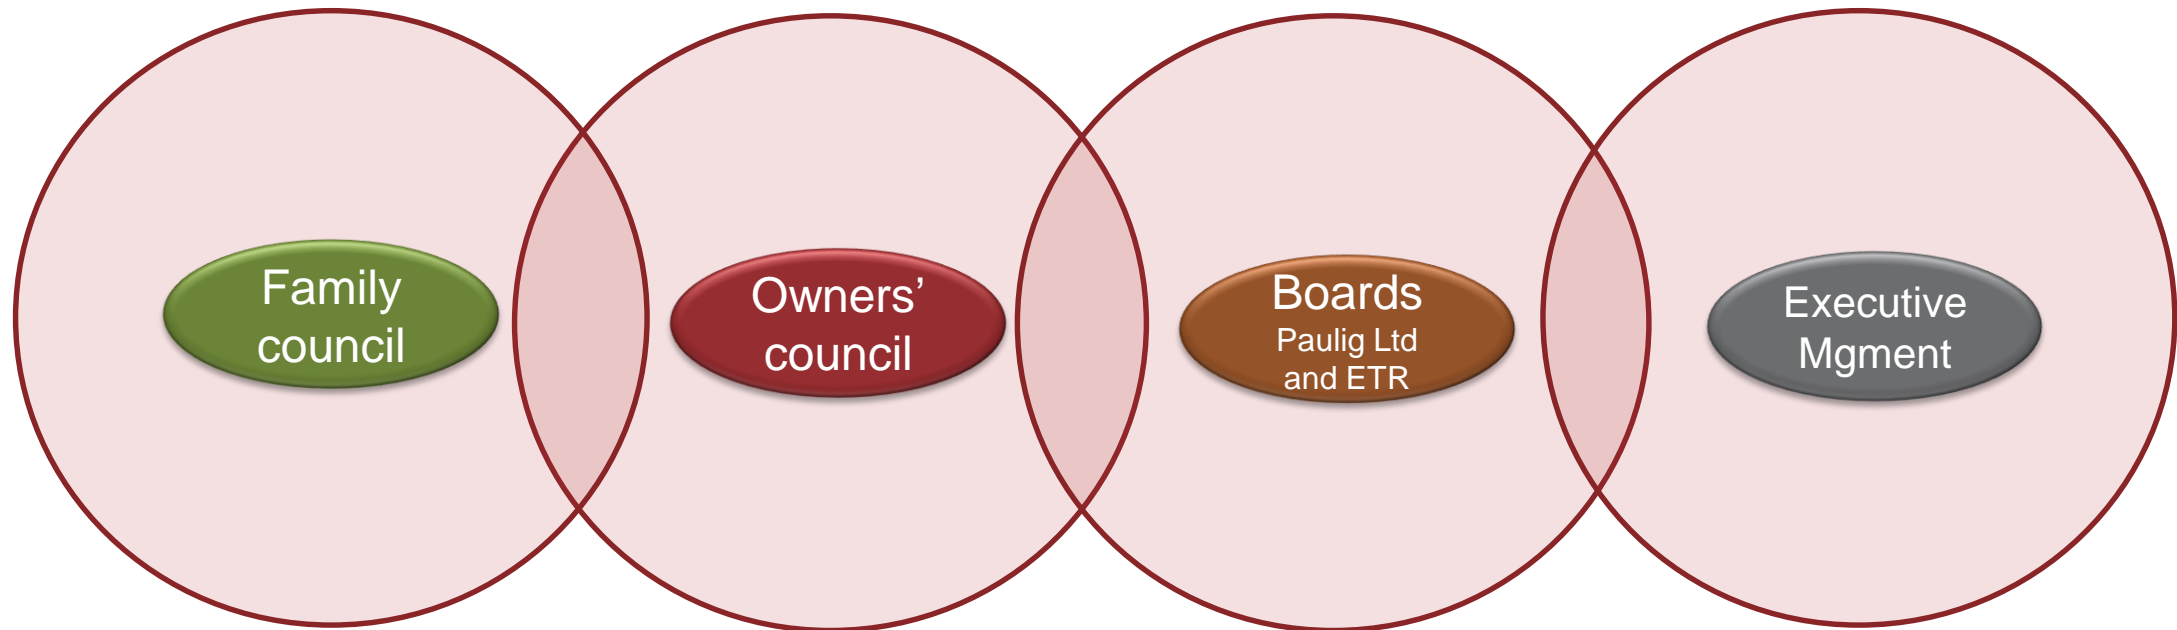 Family
council
Owners’
council
Boards
Paulig Ltd
and ETR
Executive
Mgment